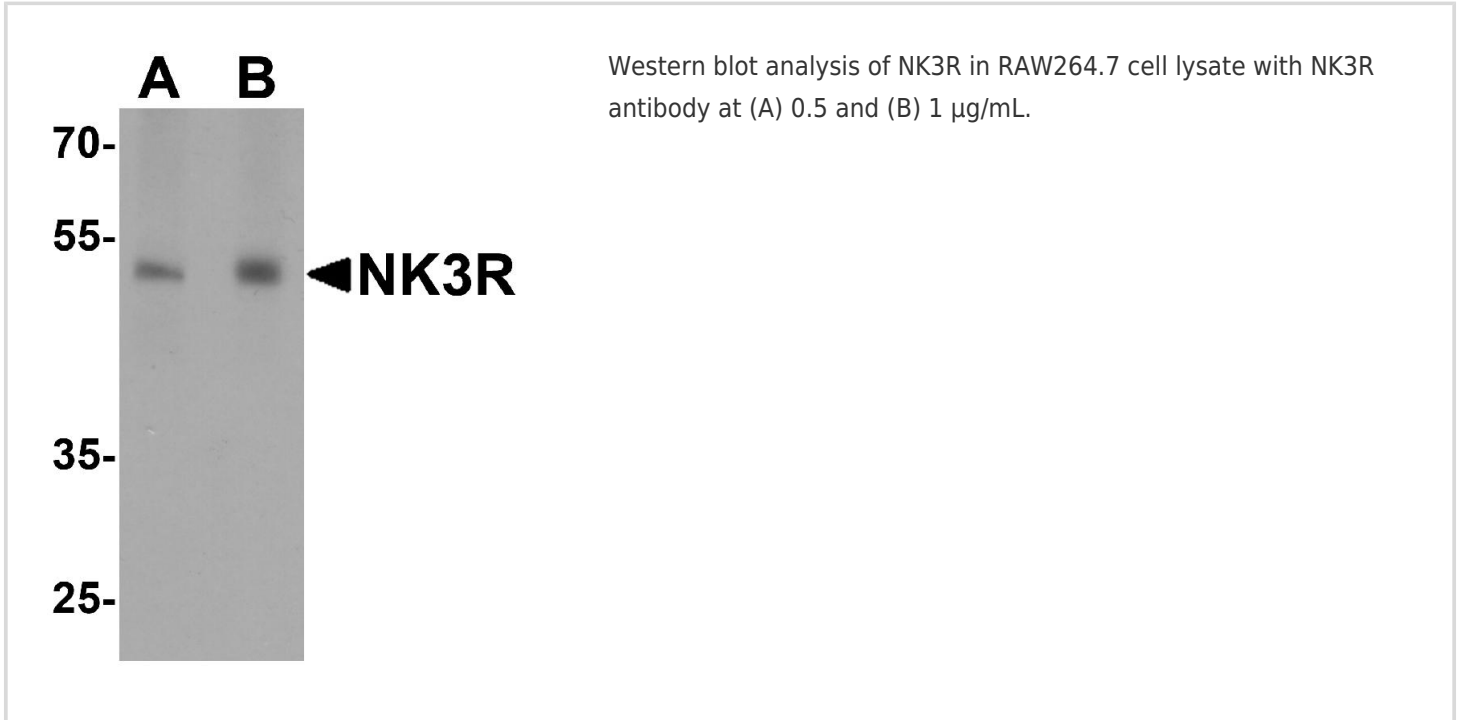 A B
Western blot analysis of NK3R in RAW264.7 cell lysate with NK3R
antibody at (A) 0.5 and (B) 1 µg/mL.
70-
55-
NK3R
35-
25-